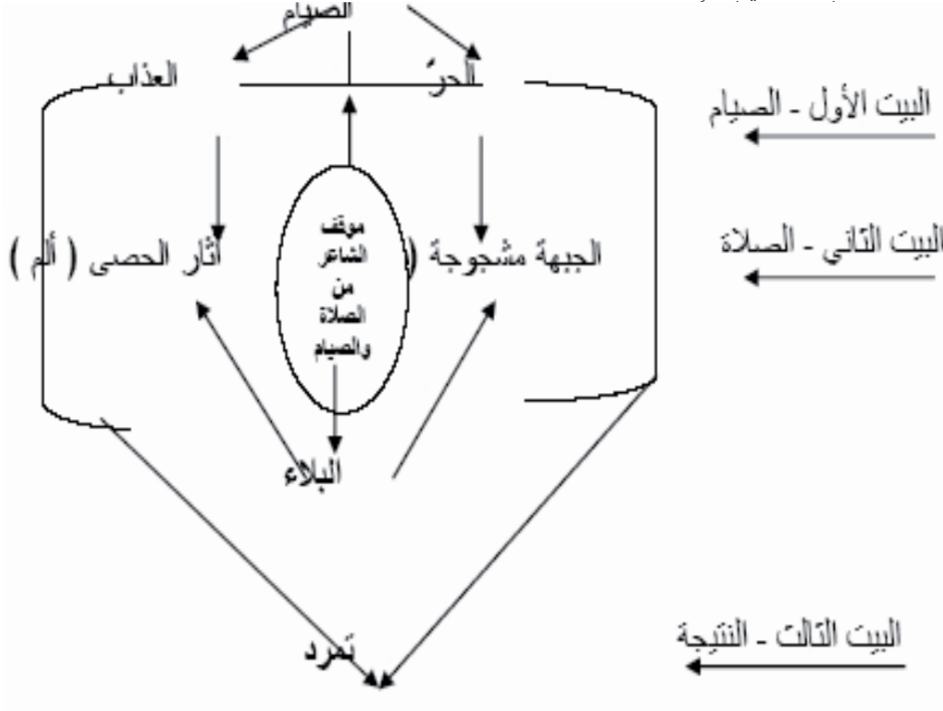 الصيام
الحرّ
العذاب
البيت الأول - الصيام
موقف
الشاعر
من
الصلاة
والصيام
البيت الثاني - الصلاة
الجبهة مشجوجة (
آثار الحصى ( ألم )
البلاء
البيت الثالث - النتيجة
تمرد